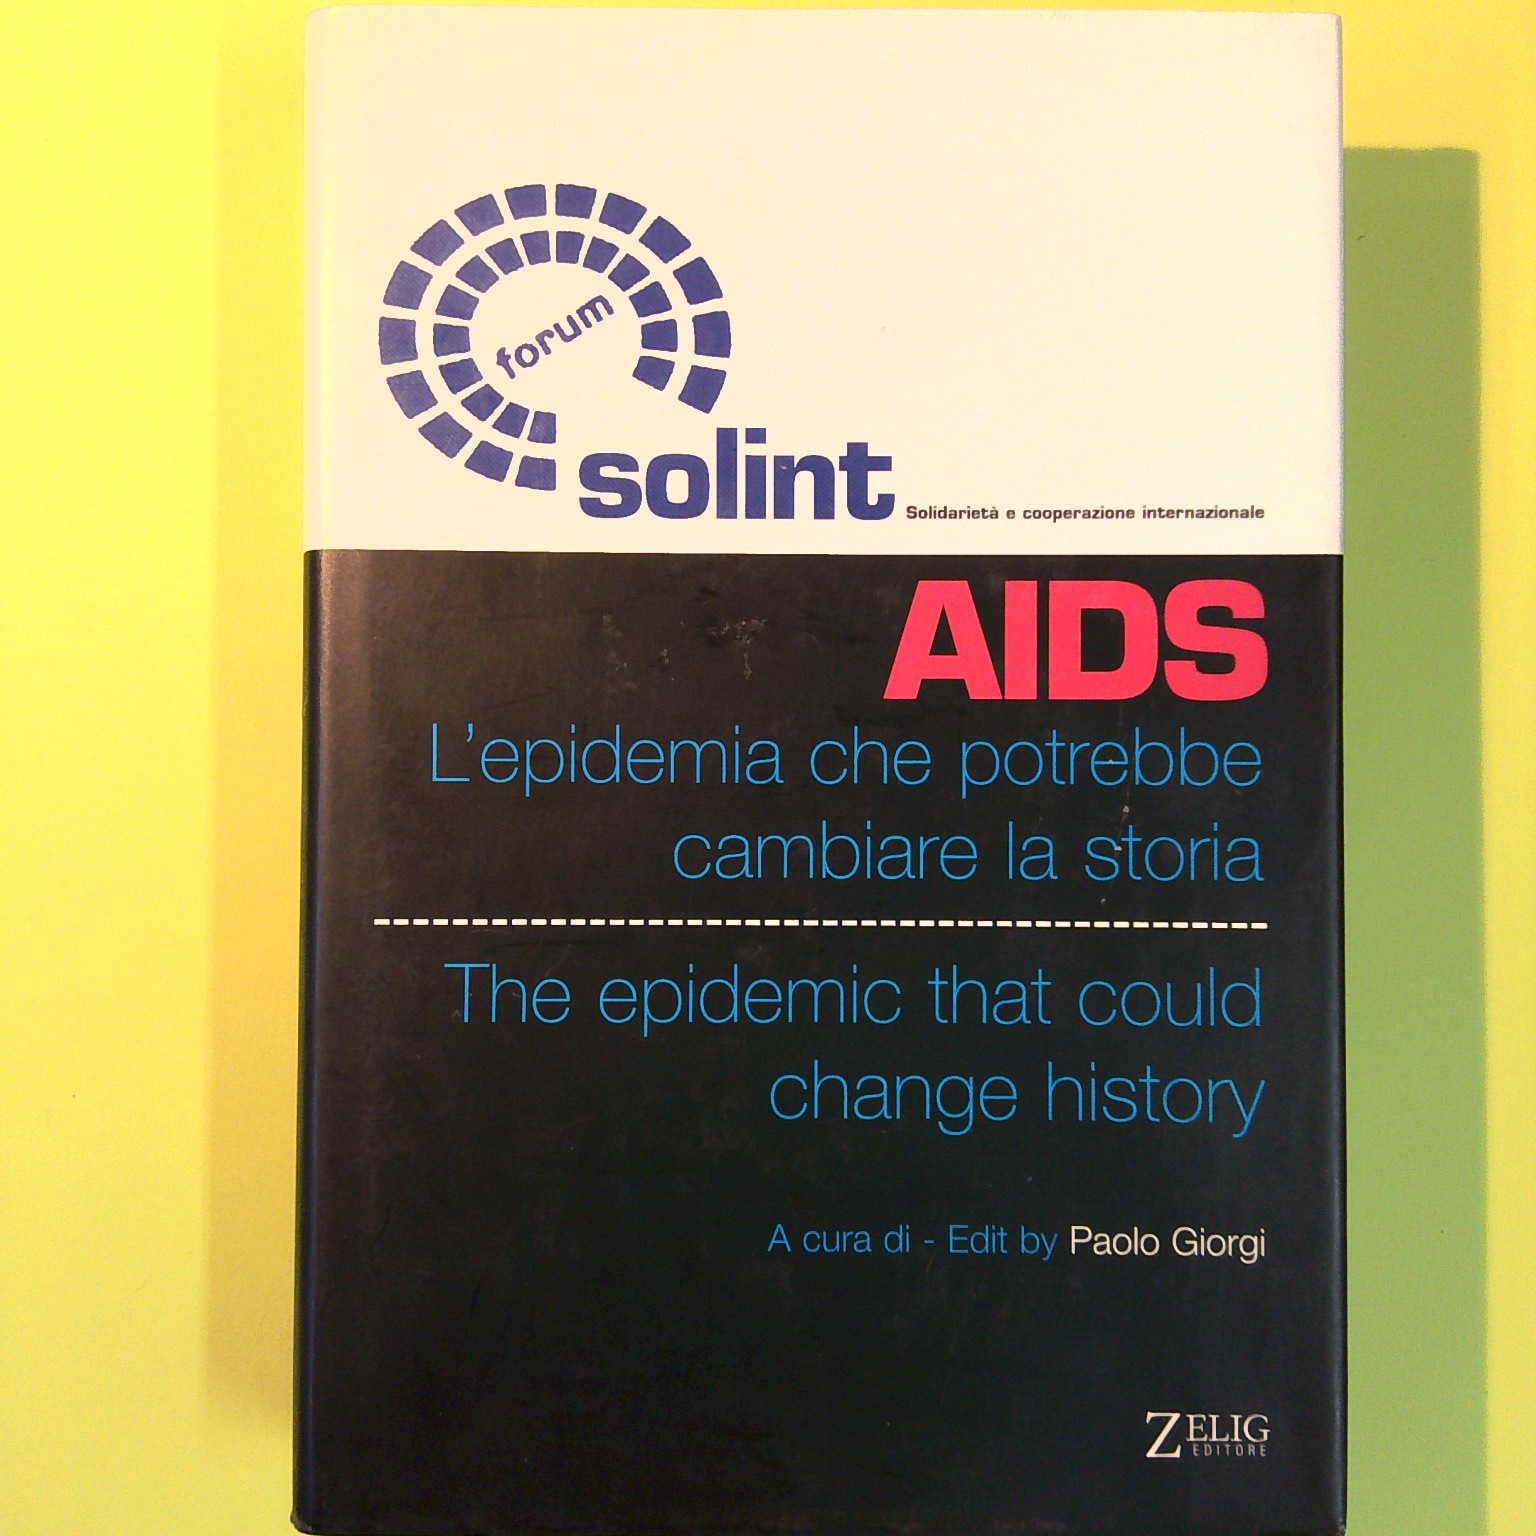 forum
solint
Solidarietà e cooperazione internazionale
AIDS
L'epidemia che potrebbe
cambiare la storia
The epidemic that could
change history
A cura di - Edit by Paolo Giorgi
ZELIG
EDITORE